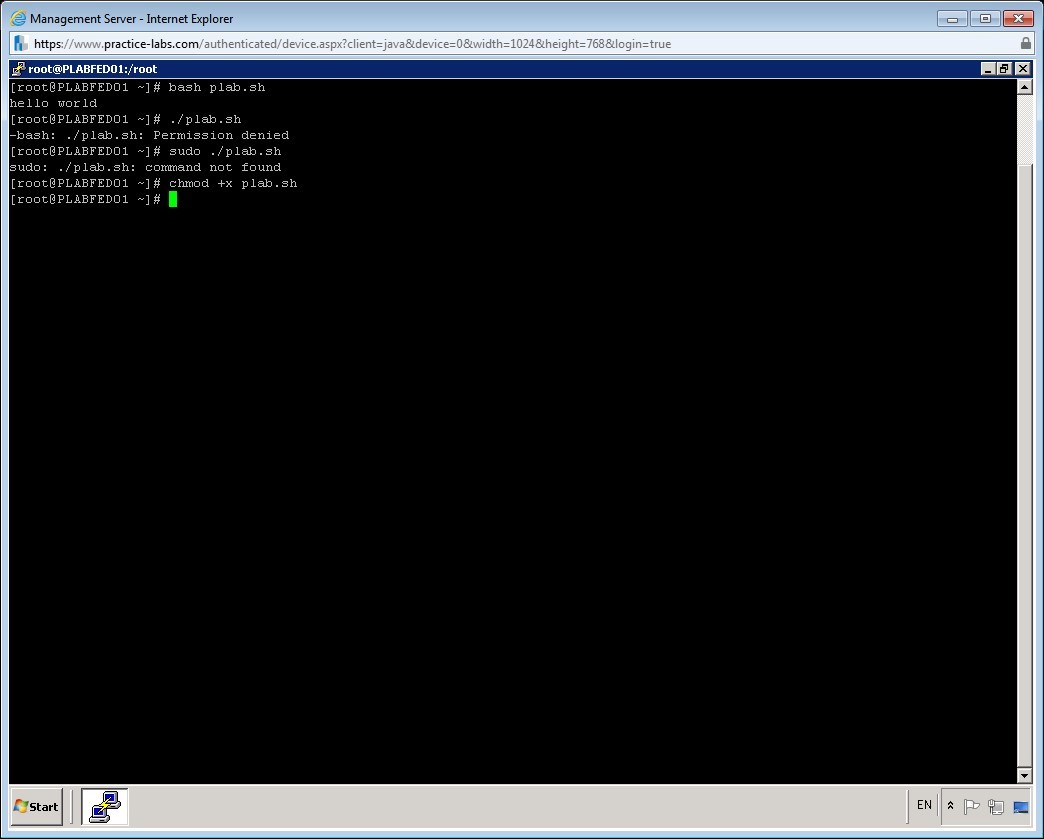 Management Server - Internet Explorer
https://www.practice-labs.com/authenticated/device.aspx?client=java&device=0&width=1024&height=768&login=true
root@PLABFED01:/root
[root@PLABFED01 ~]# bash plab.sh
hello world
[root@PLABFED01 ~]# ./plab.sh
-bash: ./plab.sh: Permission denied
[root@PLABFED01 ~]# sudo ./plab.sh
sudo: ./plab.sh: command not found
[root@PLABFED01 ~]# chmod +x plab.sh
[root@PLABFED01 ~]#
Start
EN